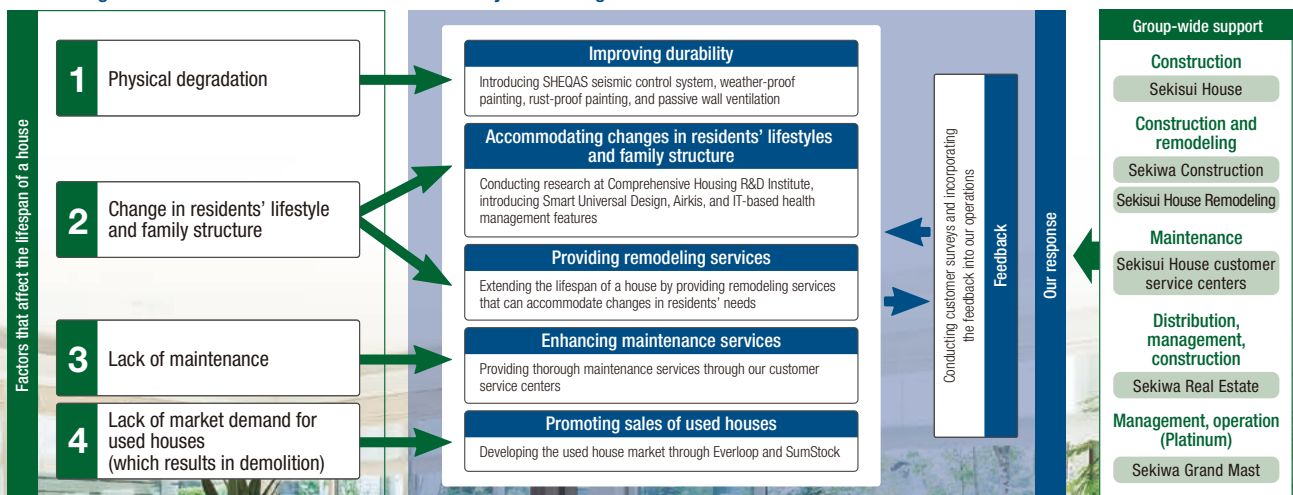 Factors that affect the lifespan of a house
1
Physical degradation
2
Change in residents' lifestyle
and family structure
3
Lack of maintenance
4
Lack of market demand for
used houses
(which results in demolition)
Improving durability
Introducing SHEQAS seismic control system, weather-proof
painting, rust-proof painting, and passive wall ventilation
Accommodating changes in residents' lifestyles
and family structure
Conducting research at Comprehensive Housing R&D Institute,
introducing Smart Universal Design, Airkis, and IT-based health
management features
Providing remodeling services
Extending the lifespan of a house by providing remodeling services
that can accommodate changes in residents' needs
Enhancing maintenance services
Providing thorough maintenance services through our customer
service centers
Promoting sales of used houses
Developing the used house market through Everloop and SumStock
Conducting customer surveys and incorporating
the feedback into our operations
Feedback
Our response
Group-wide support
Construction
Sekisui House
Construction and
remodeling
Sekiwa Construction
Sekisui House Remodeling
Maintenance
Sekisui House customer
service centers
Distribution,
management,
construction
Sekiwa Real Estate
Management, operation
(Platinum)
Sekiwa Grand Mast